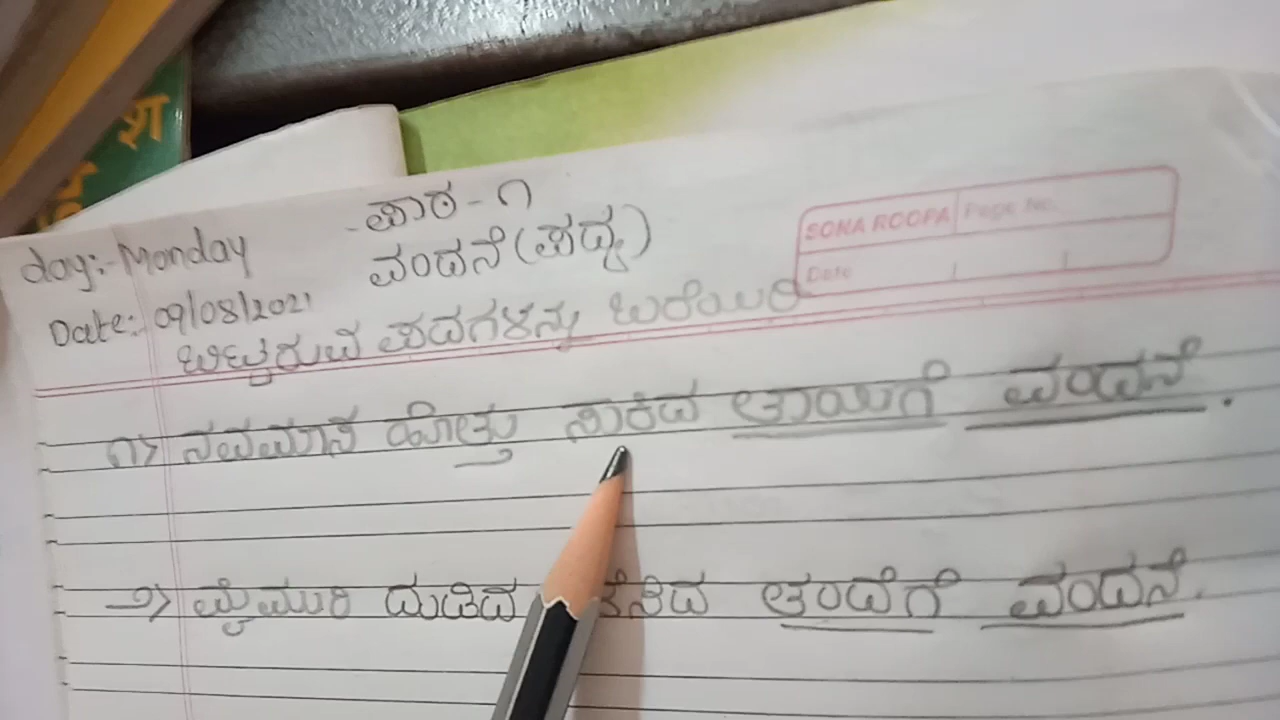 श
ಪಾಠ - ೧
SONA ROOPA Page No.
day:- Monday
ವಂದನೆ (ಪದ್ಯ)
Date
Date: 09/08/2021
ಬಿಟ್ಟಿರುವ ಪದಗಳನ್ನು ಬರೆಯಿರಿ
೧> ನವಮಾಸ ಹೊತ್ತು ಸಾಕಿದ ತಾಯಿಗೆ ವಂದನೆ.
೨> ಮೈಮುರಿ ದುಡಿದ ತಂದೆಗೆ ವಂದನೆ.